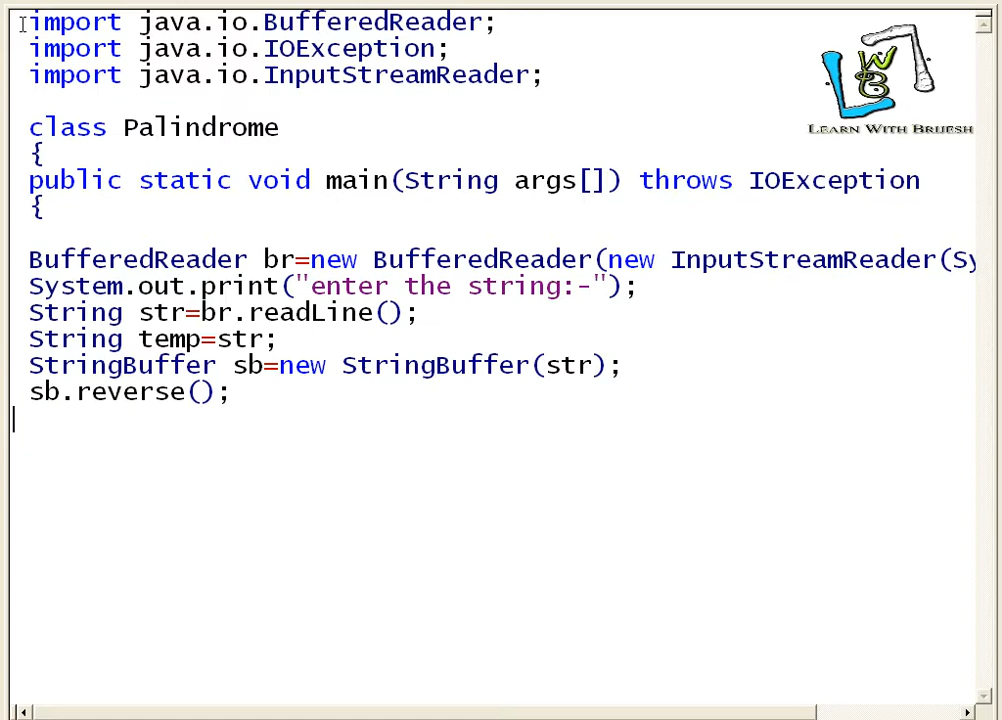 import java.io.BufferedReader;
import java.io.IOException;
import java.io.InputStreamReader;
class Palindrome
{
public static void main(String args[]) throws IOException
{
BufferedReader br=new BufferedReader(new InputStreamReader(Sy
System.out.print("enter the string:-");
String str=br.readLine();
String temp=str;
StringBuffer sb=new StringBuffer(str);
sb.reverse();
LWB
LEARN WITH BRIJESH